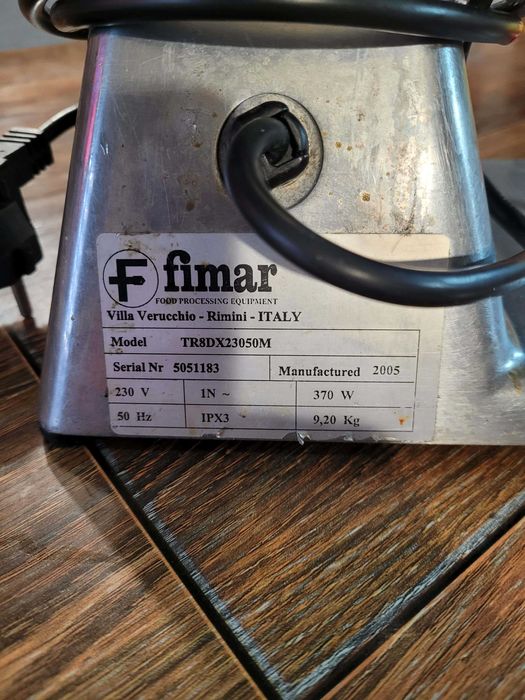 F fimar
FOOD PROCESSING EQUIPMENT
Villa Verucchio - Rimini - ITALY
Model TR8DX23050M
Serial Nr 5051183 Manufactured 2005
230 V 1N ~ 370 W
50 Hz IPX3 9,20 Kg